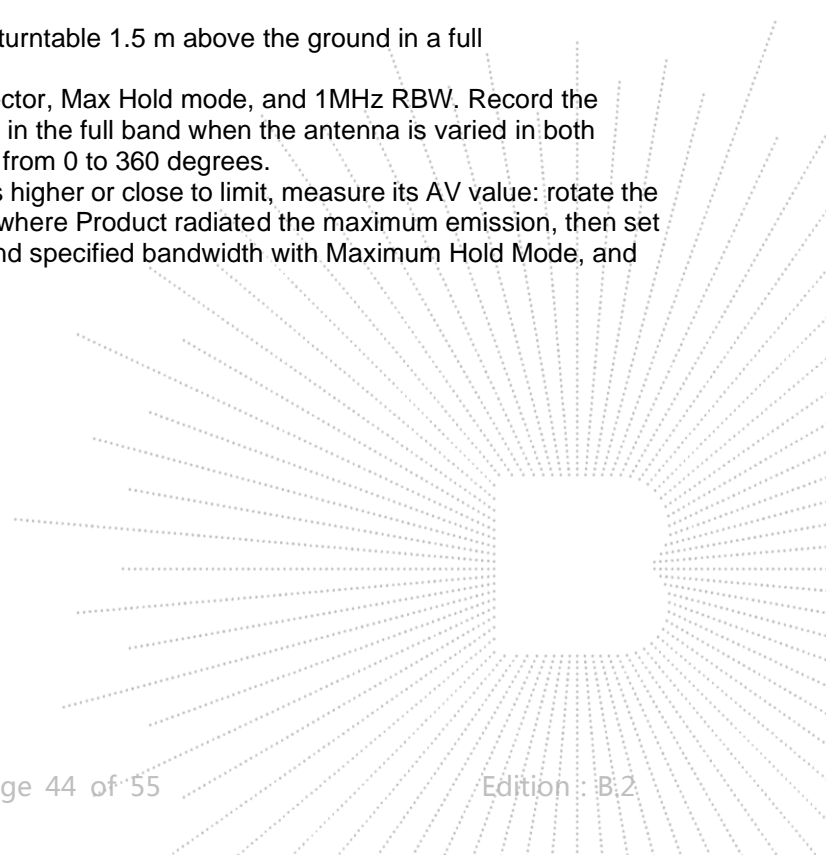 turntable 1.5 m above the ground in a full
ctor, Max Hold mode, and 1MHz RBW. Record the
in the full band when the antenna is varied in both
from 0 to 360 degrees.
s higher or close to limit, measure its AV value: rotate the
where Product radiated the maximum emission, then set
nd specified bandwidth with Maximum Hold Mode, and
ge 44 of 55 Edition : B.2